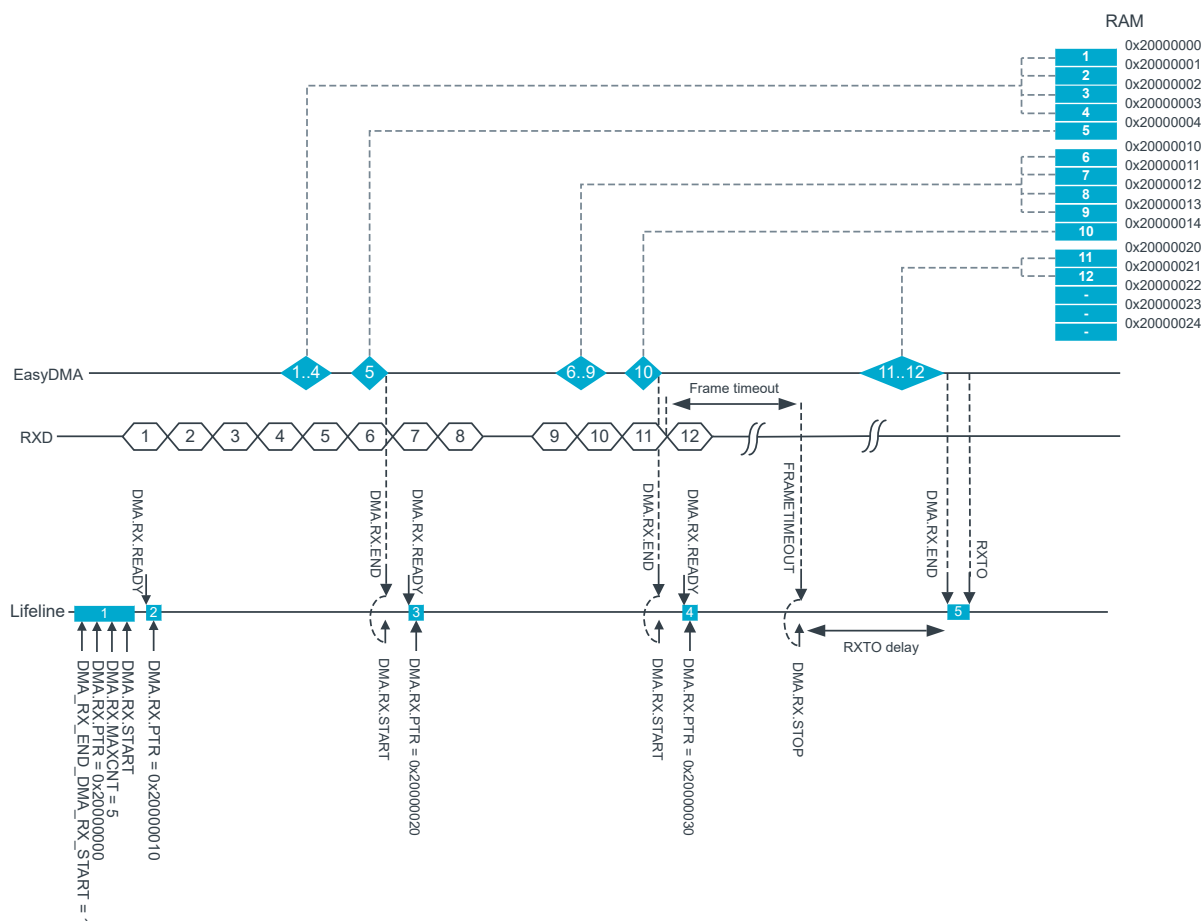 RAM
0x20000000
1
0x20000001
2
0x20000002
3
0x20000003
4
0x20000004
5
0x20000010
6
0x20000011
7
0x20000012
8
0x20000013
9
0x20000014
10
0x20000020
11
0x20000021
12
0x20000022
-
0x20000023
-
0x20000024
-
EasyDMA
1..4
5
6..9
10
11..12
Frame timeout
RXD
1
2
3
4
5
6
7
8
9
10
11
12
DMA.RX.READY
DMA.RX.END
DMA.RX.READY
DMA.RX.END
DMA.RX.READY
FRAMETIMEOUT
DMA.RX.END
RXTO
Lifeline
1
2
3
4
5
RXTO delay
DMA_RX_END_DMA_RX_START =
DMA.RX.PTR = 0x20000000
DMA.RX.MAXCNT = 5
DMA.RX.START
DMA.RX.PTR = 0x20000010
DMA.RX.START
DMA.RX.PTR = 0x20000020
DMA.RX.START
DMA.RX.PTR = 0x20000030
DMA.RX.STOP